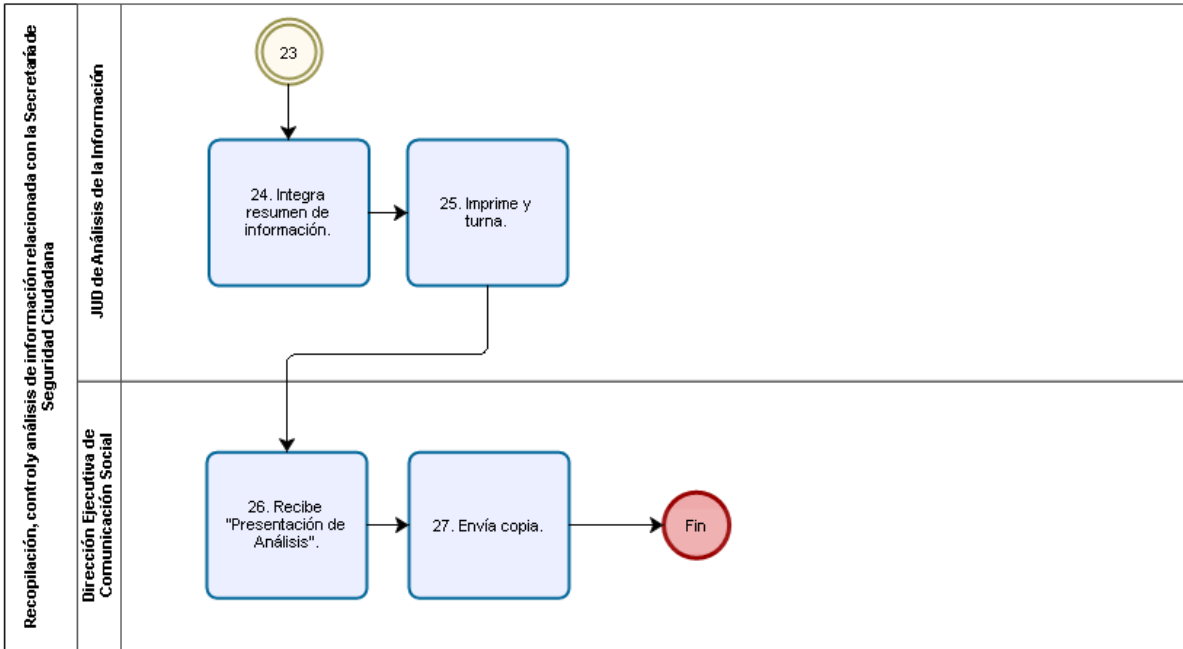 Recopilación, control y análisis de información relacionada con la Secretaría de
Seguridad Ciudadana
JUD de Análisis de la Información
23
24. Integra
resumen de
información.
25. Imprime y
turna.
Dirección Ejecutiva de
Comunicación Social
26. Recibe
"Presentación de
Análisis".
27. Envía copia.
Fin